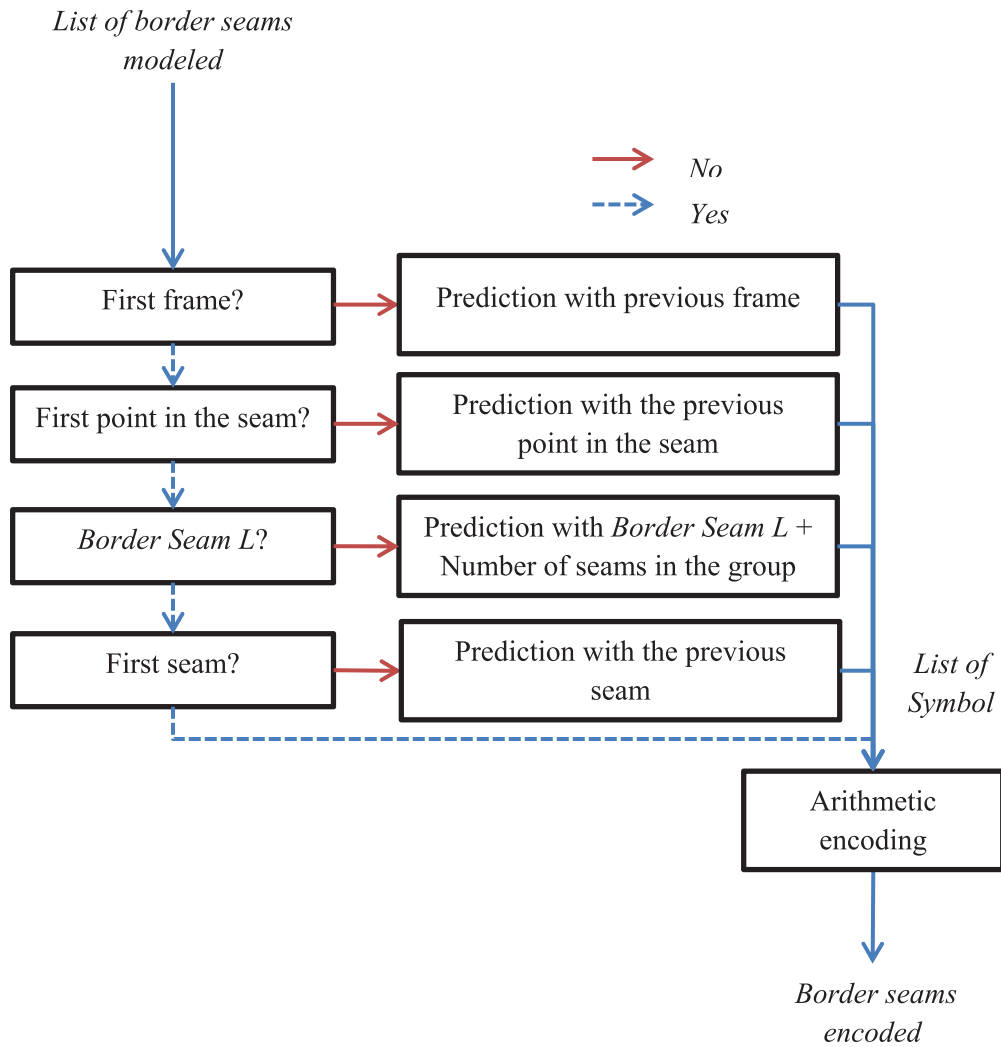 List of border seams
modeled
No
Yes
First frame?
Prediction with previous frame
First point in the seam?
Prediction with the previous
point in the seam
Border Seam L?
Prediction with Border Seam L +
Number of seams in the group
First seam?
Prediction with the previous
seam
List of
Symbol
Arithmetic
encoding
Border seams
encoded